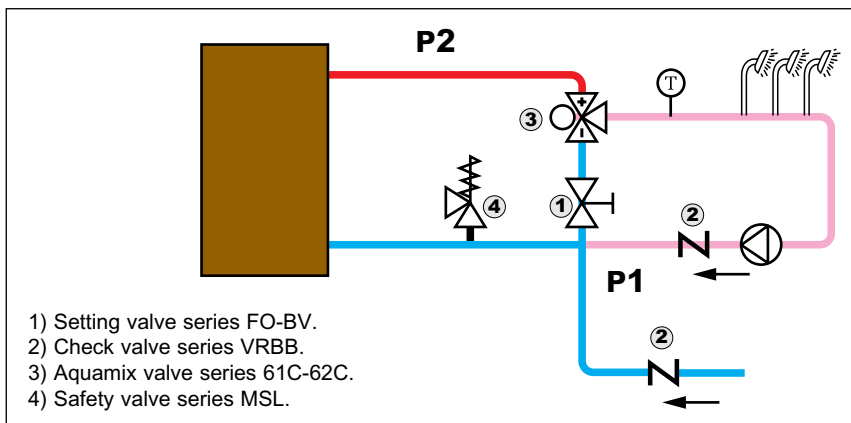 P2
T
3
1
4
2
P1
2
1) Setting valve series FO-BV.
2) Check valve series VRBB.
3) Aquamix valve series 61C-62C.
4) Safety valve series MSL.